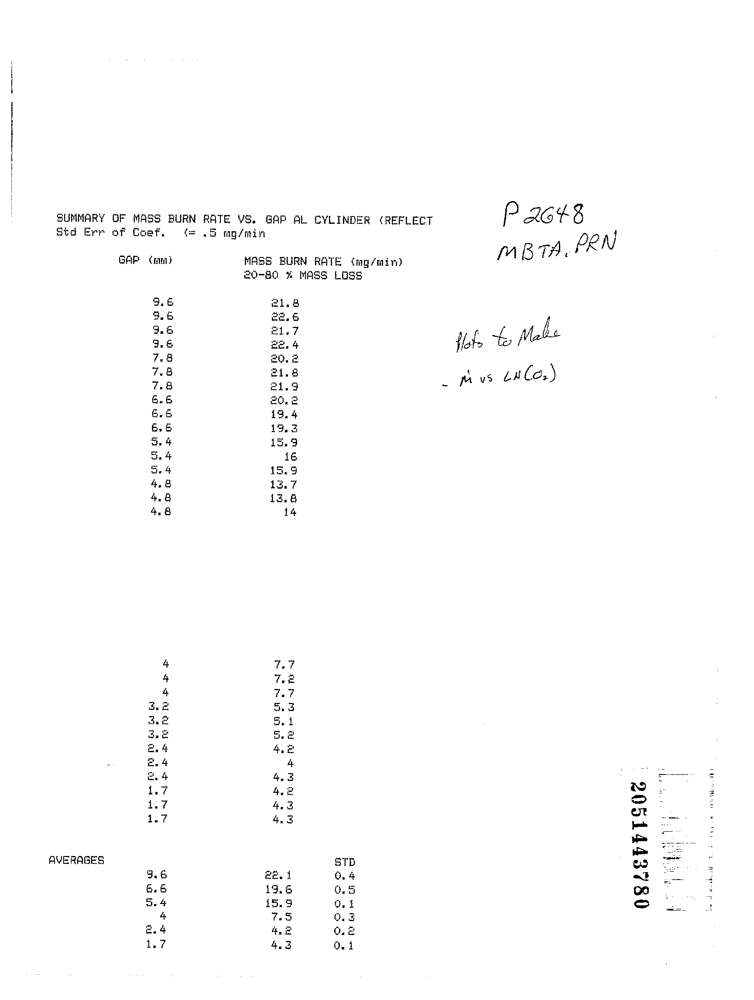 SUMMARY OF MASS BURN RATE VS. GAP AL CYLINDER (REFLECT
Std Err of Coef. (= .5 mg/min
P2648
MBTA.PRN
GAP (mm) MASS BURN RATE (mg/min)
20-80 % MASS LOSS
9.6 21.8
9.6 22.6
9.6 21.7
9.6 22.4
7.8 20.2
7.8 21.8
7.8 21.9
6.6 20.2
6.6 19.4
6.6 19.3
5.4 15.9
5.4 16
5.4 15.9
4.8 13.7
4.8 13.8
4.8 14
Plots to Make
- ṁ vs LN(O₂)
4 7.7
4 7.2
4 7.7
3.2 5.3
3.2 5.1
3.2 5.2
2.4 4.2
2.4 4
2.4 4.3
1.7 4.2
1.7 4.3
1.7 4.3
AVERAGES STD
9.6 22.1 0.4
6.6 19.6 0.5
5.4 15.9 0.1
4 7.5 0.3
2.4 4.2 0.2
1.7 4.3 0.1
2051443780